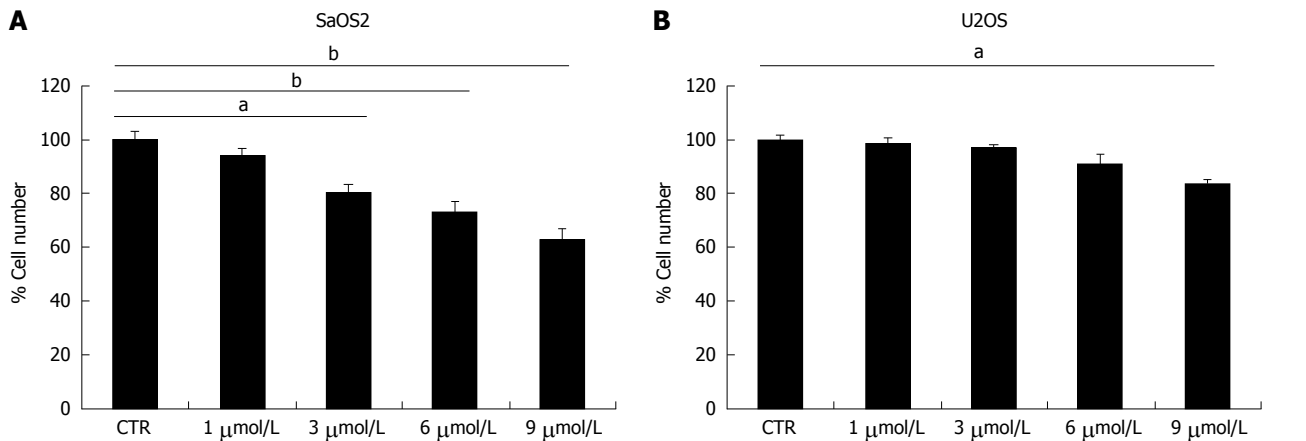 A
SaOS2
b
b
a
120
100
80
60
40
20
0
% Cell number
CTR
1 μmol/L
3 μmol/L
6 μmol/L
9 μmol/L
B
U2OS
a
120
100
80
60
40
20
0
% Cell number
CTR
1 μmol/L
3 μmol/L
6 μmol/L
9 μmol/L